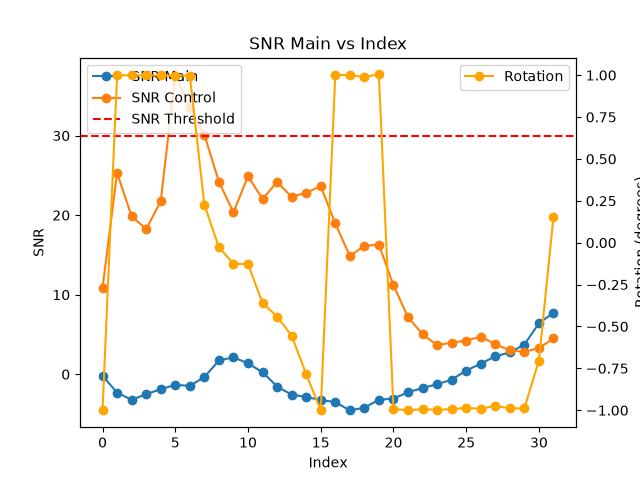 SNR Main vs Index
SNR Main
SNR Control
SNR Threshold
Rotation
SNR
30
20
10
0
1.00
0.75
0.50
0.25
0.00
−0.25
−0.50
−0.75
−1.00
Rotation (degrees)
0
5
10
15
20
25
30
Index